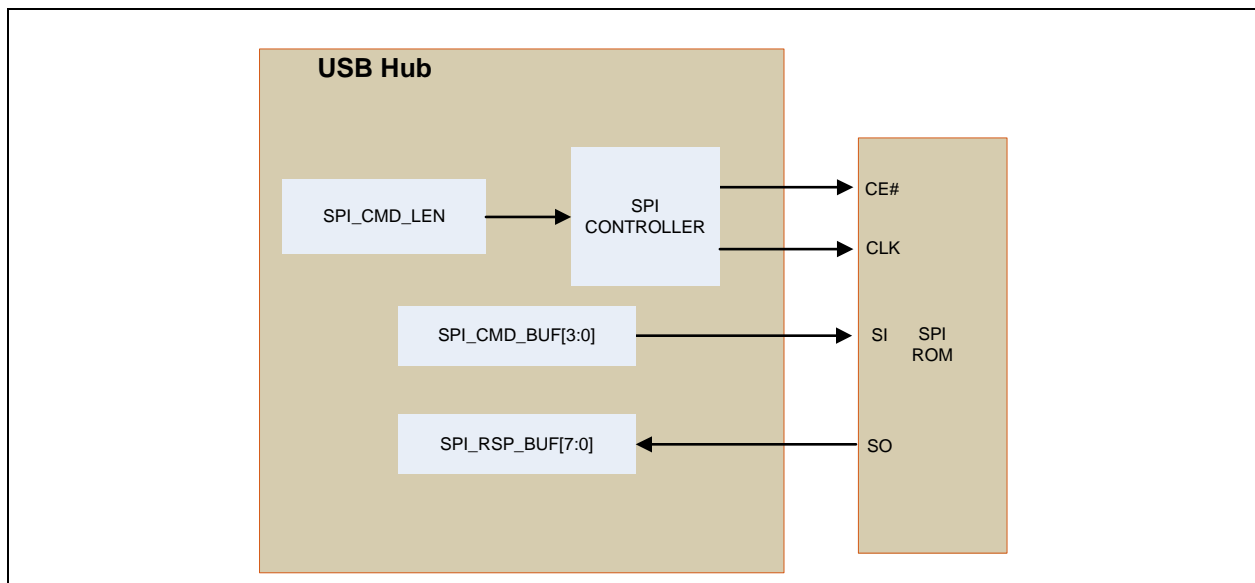 USB Hub
SPI_CMD_LEN
SPI
CONTROLLER
CE#
CLK
SPI_CMD_BUF[3:0]
SI
SPI
ROM
SPI_RSP_BUF[7:0]
SO